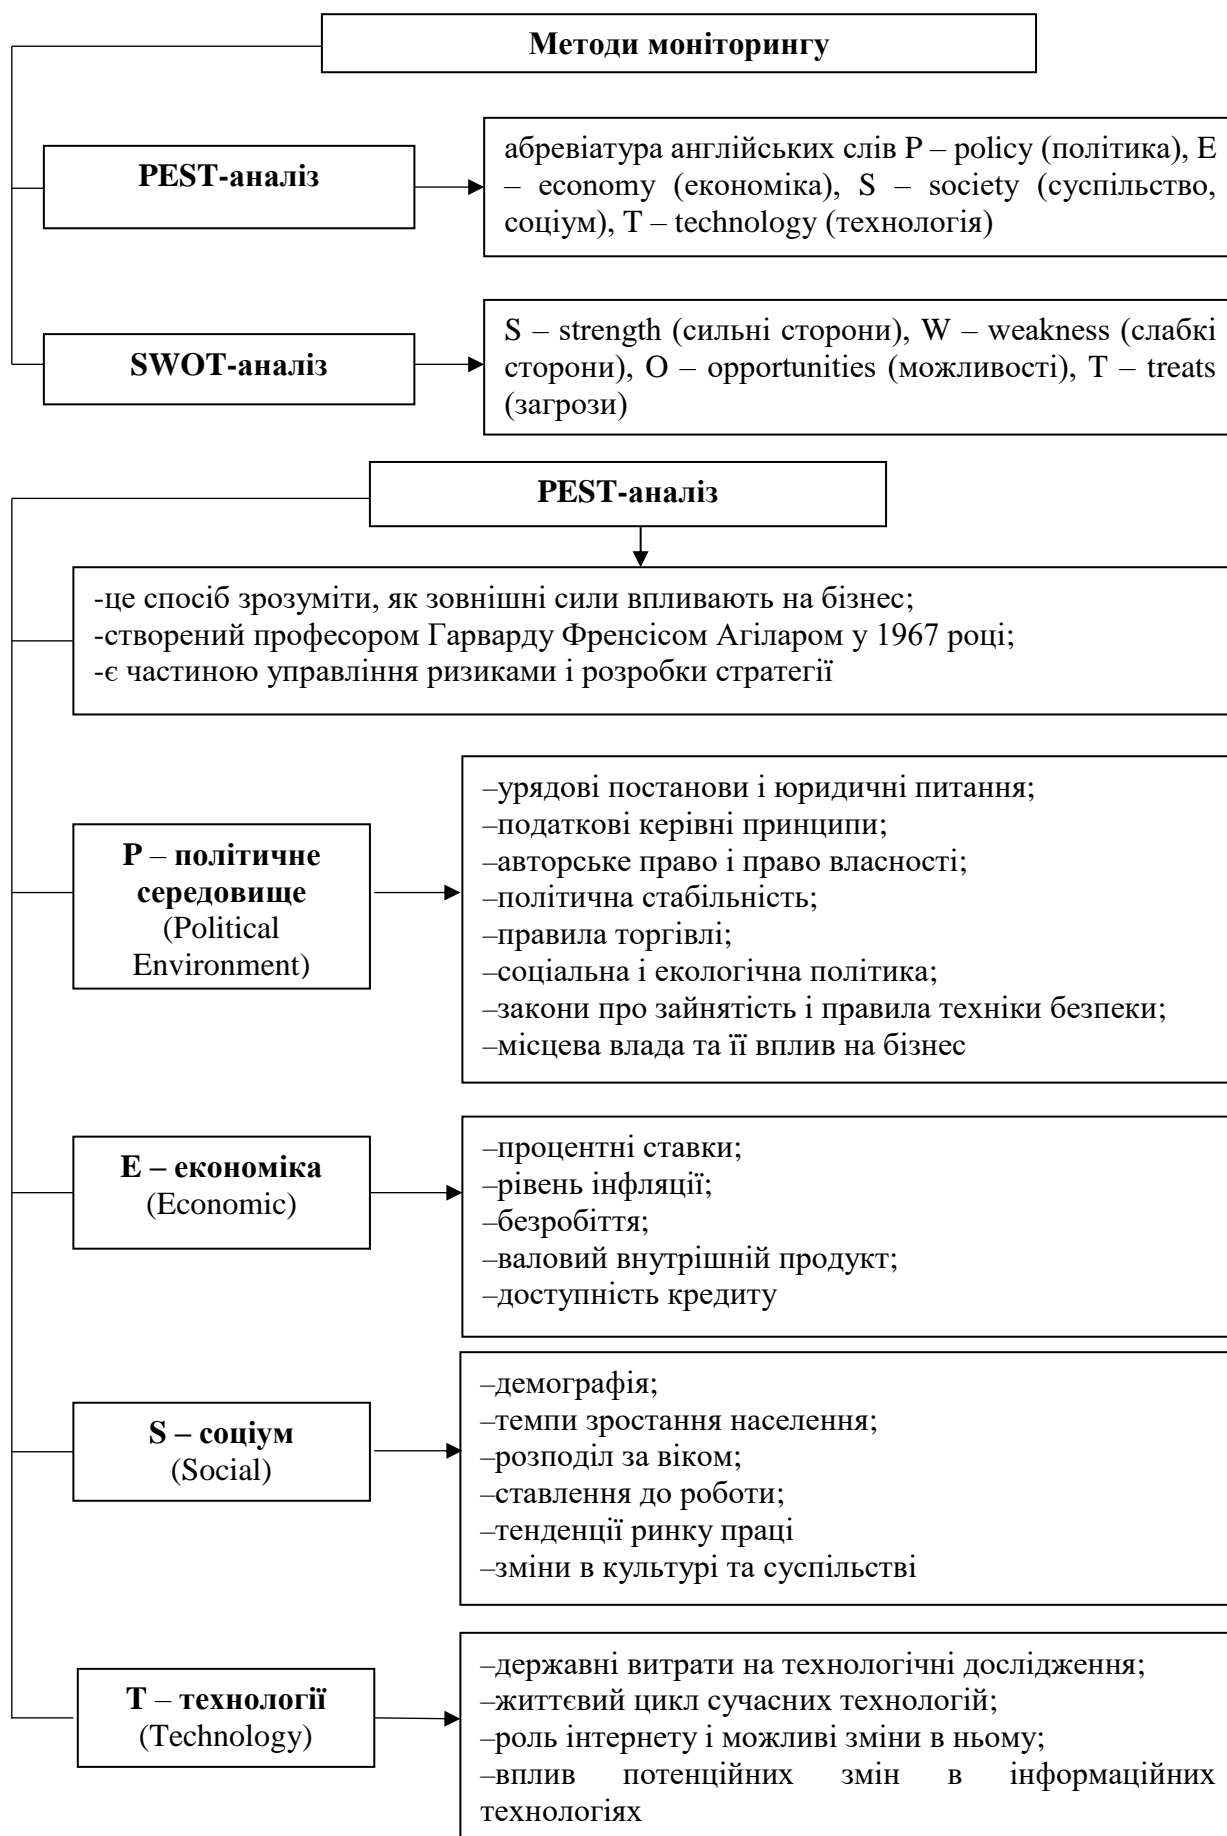 Методи моніторингу
PEST-аналіз
абревіатура англійських слів P – policy (політика), E
– economy (економіка), S – society (суспільство,
соціум), T – technology (технологія)
SWOT-аналіз
S – strength (сильні сторони), W – weakness (слабкі
сторони), O – opportunities (можливості), T – treats
(загрози)
PEST-аналіз
-це спосіб зрозуміти, як зовнішні сили впливають на бізнес;
-створений професором Гарварду Френсісом Агіларом у 1967 році;
-є частиною управління ризиками і розробки стратегії
P – політичне
середовище
(Political
Environment)
–урядові постанови і юридичні питання;
–податкові керівні принципи;
–авторське право і право власності;
–політична стабільність;
–правила торгівлі;
–соціальна і екологічна політика;
–закони про зайнятість і правила техніки безпеки;
–місцева влада та її вплив на бізнес
E – економіка
(Economic)
–процентні ставки;
–рівень інфляції;
–безробіття;
–валовий внутрішній продукт;
–доступність кредиту
S – соціум
(Social)
–демографія;
–темпи зростання населення;
–розподіл за віком;
–ставлення до роботи;
–тенденції ринку праці
–зміни в культурі та суспільстві
T – технології
(Technology)
–державні витрати на технологічні дослідження;
–життєвий цикл сучасних технологій;
–роль інтернету і можливі зміни в ньому;
–вплив потенційних змін в інформаційних
технологіях